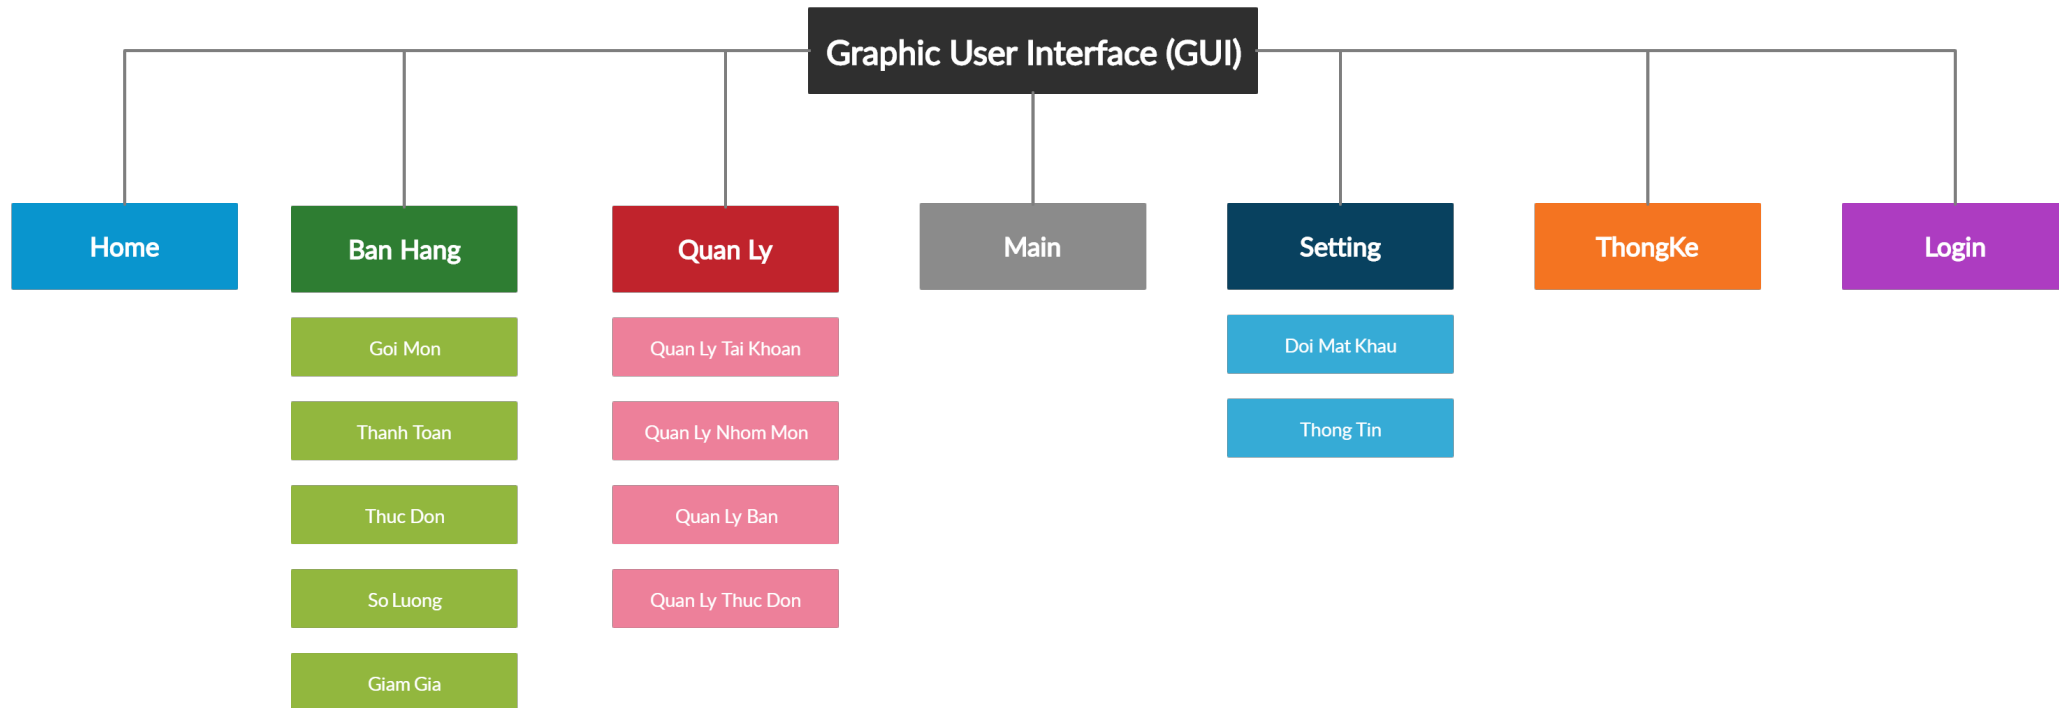 Graphic User Interface (GUI)
Home
Ban Hang
Quan Ly
Main
Setting
ThongKe
Login
Goi Mon
Thanh Toan
Thuc Don
So Luong
Giam Gia
Quan Ly Tai Khoan
Quan Ly Nhom Mon
Quan Ly Ban
Quan Ly Thuc Don
Doi Mat Khau
Thong Tin